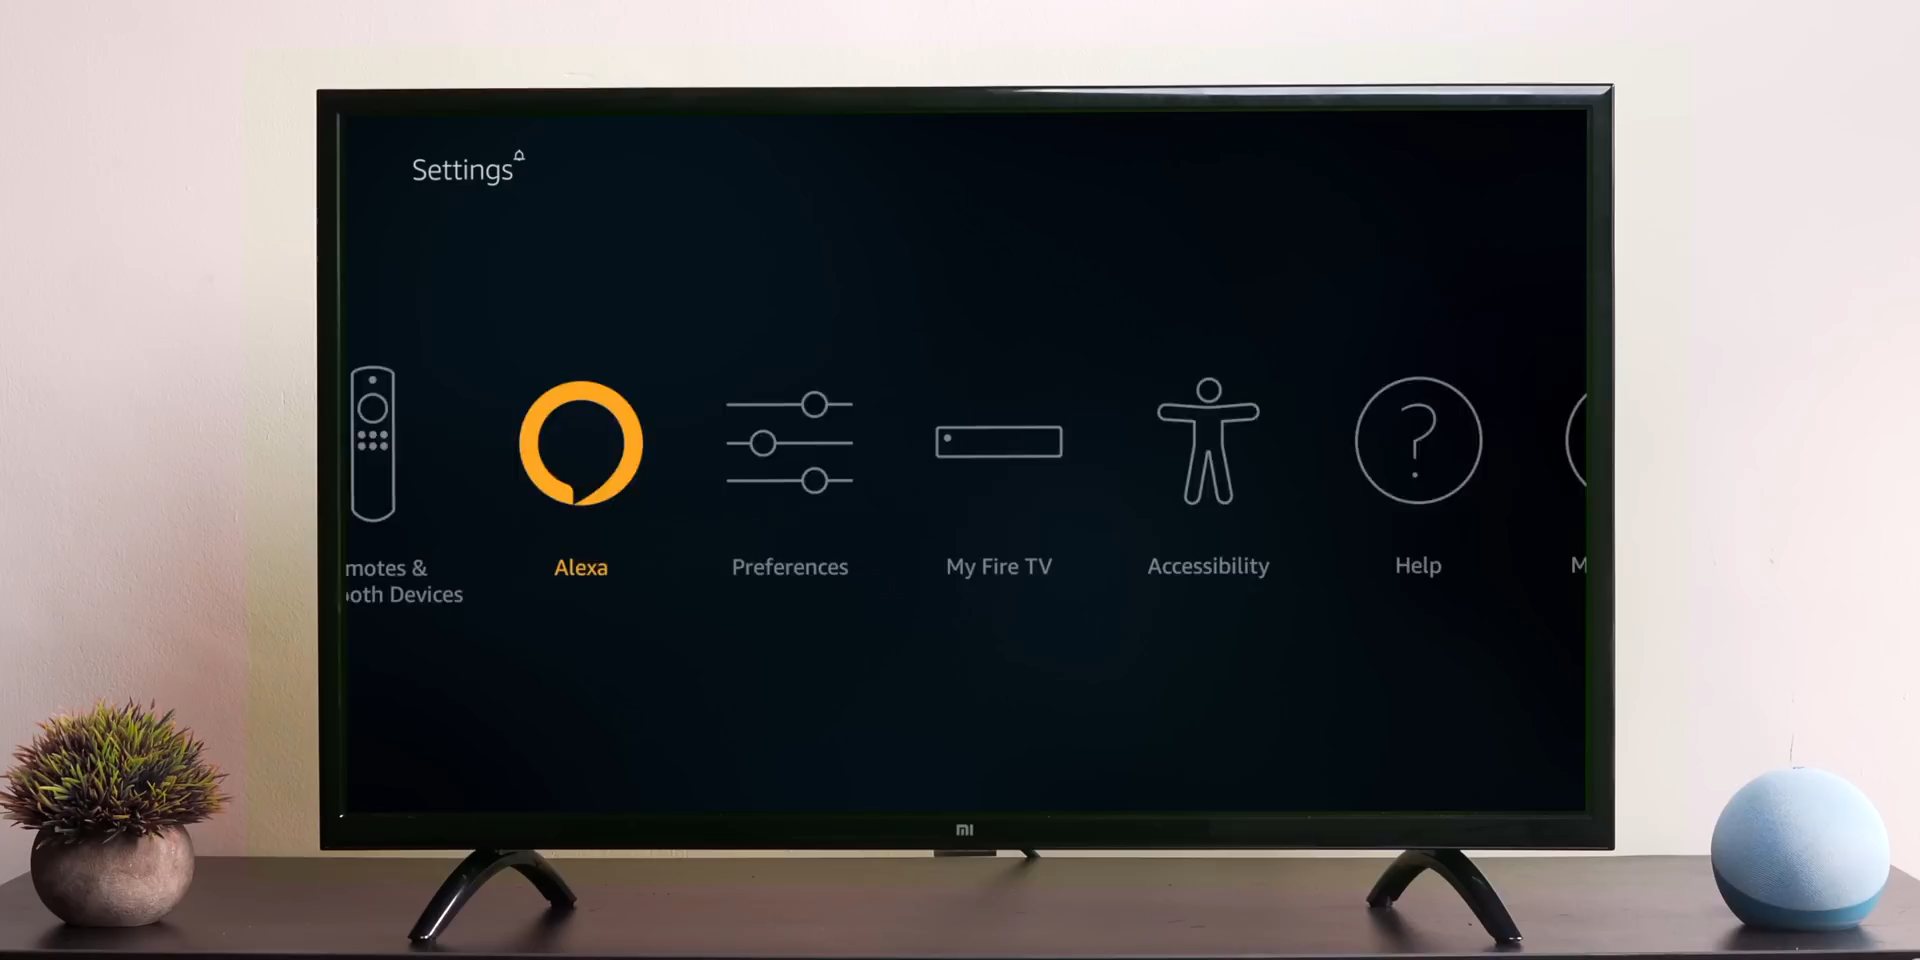 Settings
motes &
oth Devices
Alexa
Preferences
My Fire TV
Accessibility
Help
M
mi